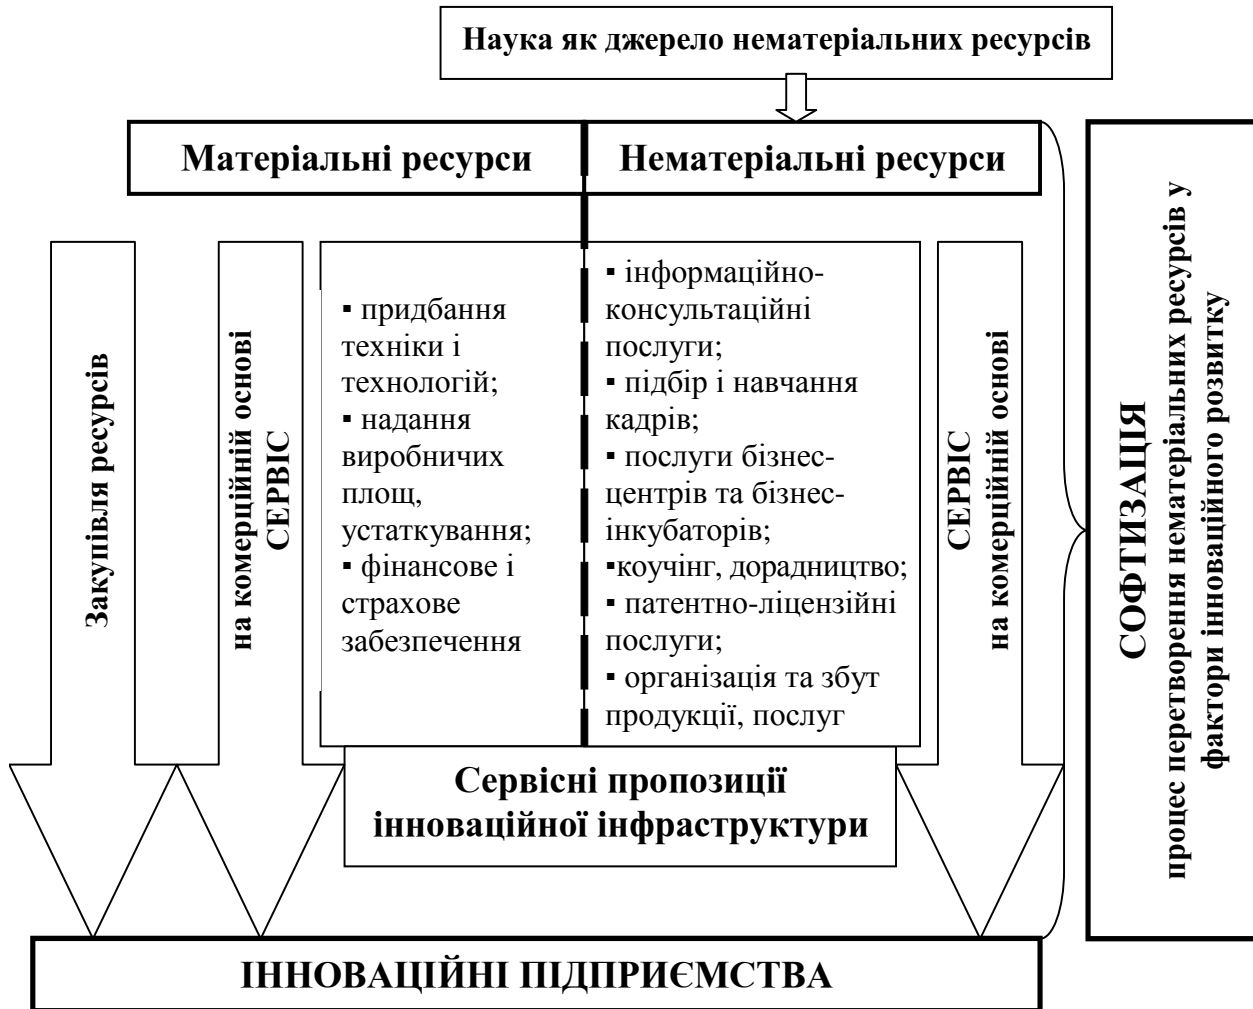 Наука як джерело нематеріальних ресурсів
Матеріальні ресурси
Нематеріальні ресурси
Закупівля ресурсів
на комерційній основі
СЕРВІС
▪ придбання
техніки і
технологій;
▪ надання
виробничих
площ,
устаткування;
▪ фінансове і
страхове
забезпечення
▪ інформаційно-
консультаційні
послуги;
▪ підбір і навчання
кадрів;
▪ послуги бізнес-
центрів та бізнес-
інкубаторів;
▪коучінг, дорадництво;
▪ патентно-ліцензійні
послуги;
▪ організація та збут
продукції, послуг
СЕРВІС
на комерційній основі
СОФТИЗАЦІЯ
процес перетворення нематеріальних ресурсів у
фактори інноваційного розвитку
Сервісні пропозиції
інноваційної інфраструктури
ІННОВАЦІЙНІ ПІДПРИЄМСТВА